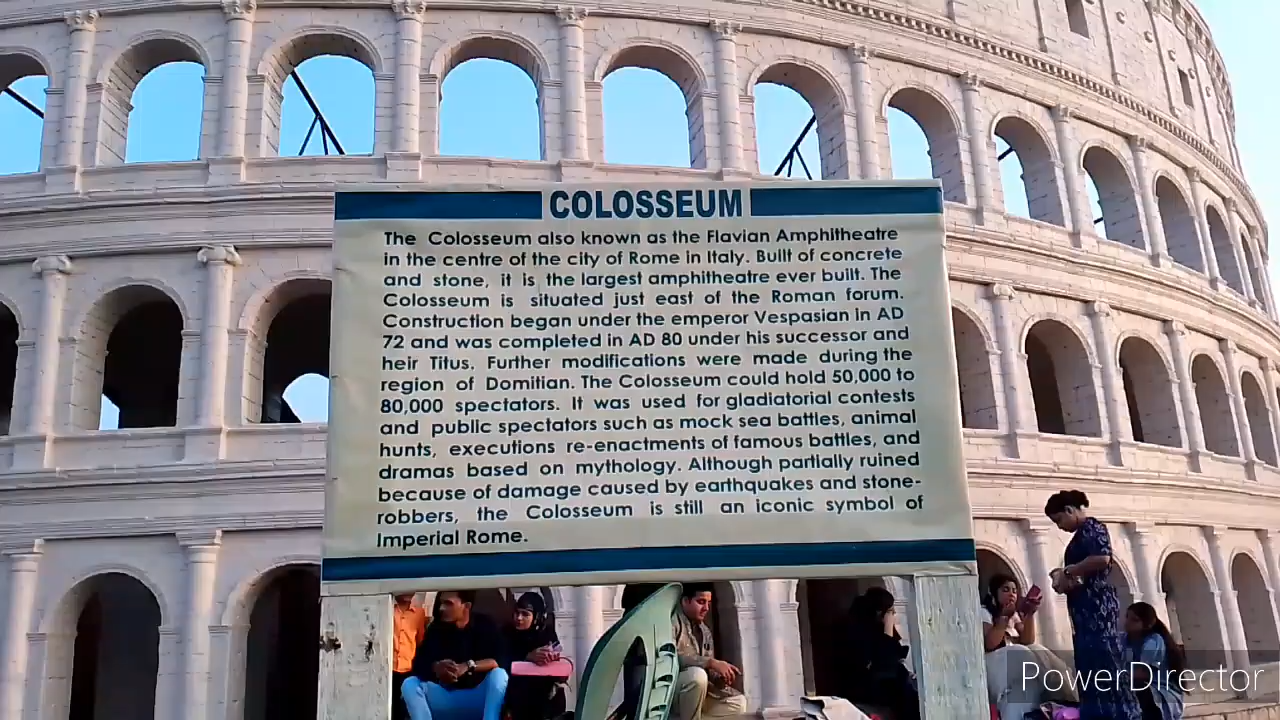 COLOSSEUM
The Colosseum also known as the Flavian Amphitheatre
in the centre of the city of Rome in Italy. Built of concrete
and stone, it is the largest amphitheatre ever built. The
Colosseum is situated just east of the Roman forum.
Construction began under the emperor Vespasian in AD
72 and was completed in AD 80 under his successor and
heir Titus. Further modifications were made during the
region of Domitian. The Colosseum could hold 50,000 to
80,000 spectators. It was used for gladiatorial contests
and public spectators such as mock sea battles, animal
hunts, executions re-enactments of famous battles, and
dramas based on mythology. Although partially ruined
because of damage caused by earthquakes and stone-
robbers, the Colosseum is still an iconic symbol of
Imperial Rome.
PowerDirector